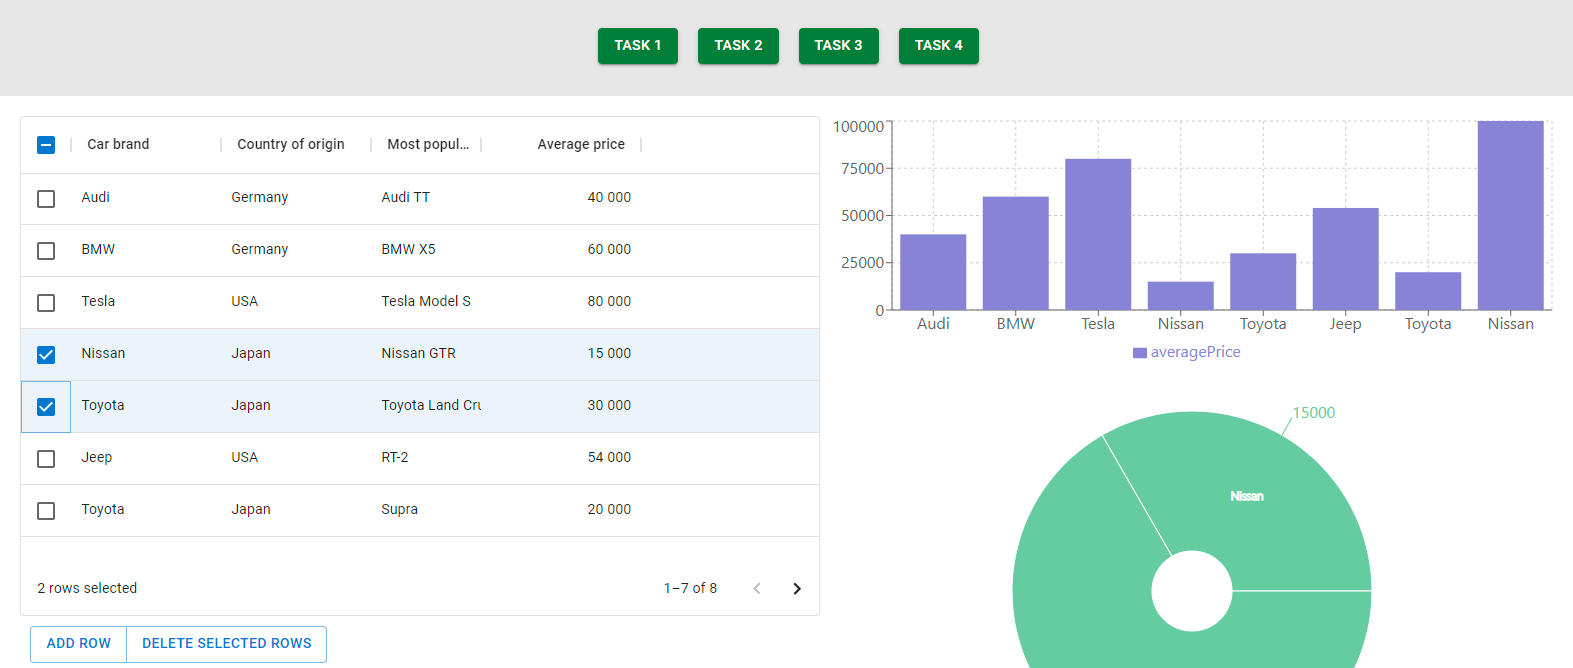 TASK 1 TASK 2 TASK 3 TASK 4
Car brand Country of origin Most popul... Average price
Audi Germany Audi TT 40 000
BMW Germany BMW X5 60 000
Tesla USA Tesla Model S 80 000
Nissan Japan Nissan GTR 15 000
Toyota Japan Toyota Land Cru 30 000
Jeep USA RT-2 54 000
Toyota Japan Supra 20 000
2 rows selected 1–7 of 8
ADD ROW DELETE SELECTED ROWS
100000
75000
50000
25000
0
Audi BMW Tesla Nissan Toyota Jeep Toyota Nissan
averagePrice
15000
Nissan